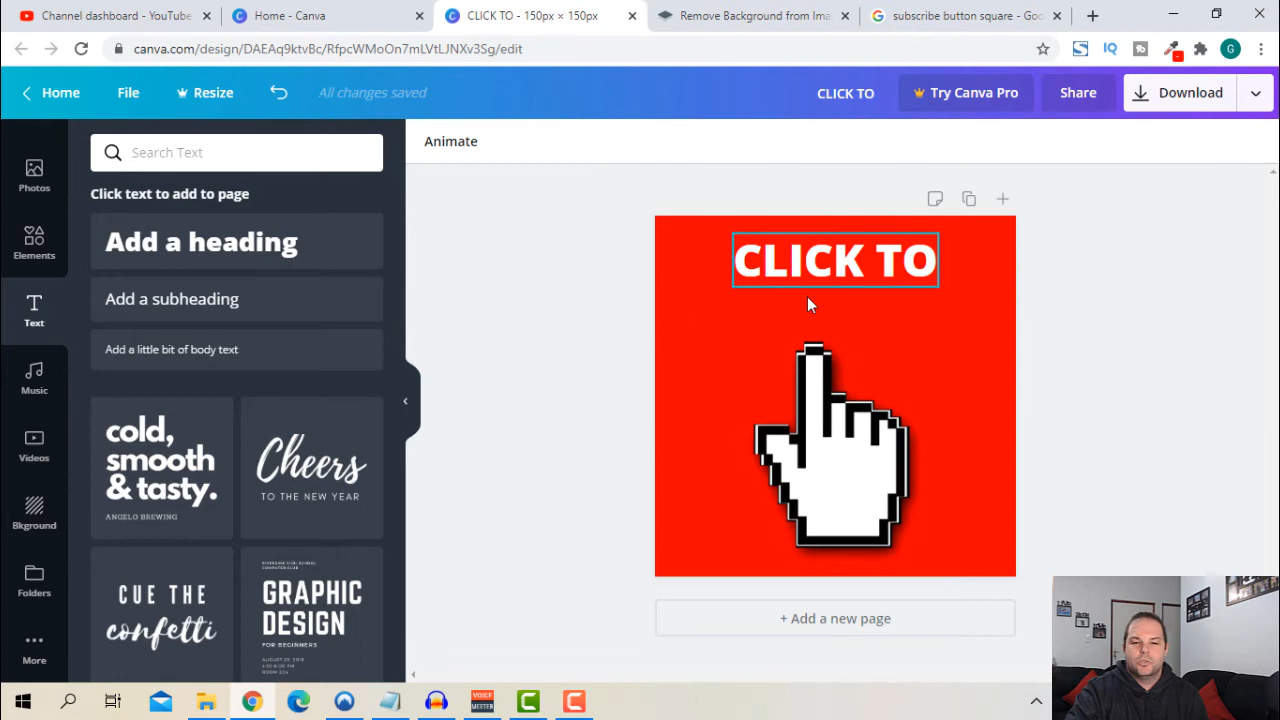 Channel dashboard - YouTube
Home - Canva
CLICK TO - 150px × 150px
Remove Background from Ima
subscribe button square - Go
canva.com/design/DAEAq9ktvBc/RfpcWMoOn7mLVtLJNXv3Sg/edit
IQ
G
Home
File
Resize
All changes saved
CLICK TO
Try Canva Pro
Share
Download
Photos
Elements
Text
Music
Videos
Bkground
Folders
More
Search Text
Click text to add to page
Add a heading
Add a subheading
Add a little bit of body text
cold,
smooth
& tasty.
ANGELO BREWING
Cheers
TO THE NEW YEAR
CUE THE
confetti
GRAPHIC
DESIGN
FOR BEGINNERS
Animate
CLICK TO
+ Add a new page
VOICE
MEETER